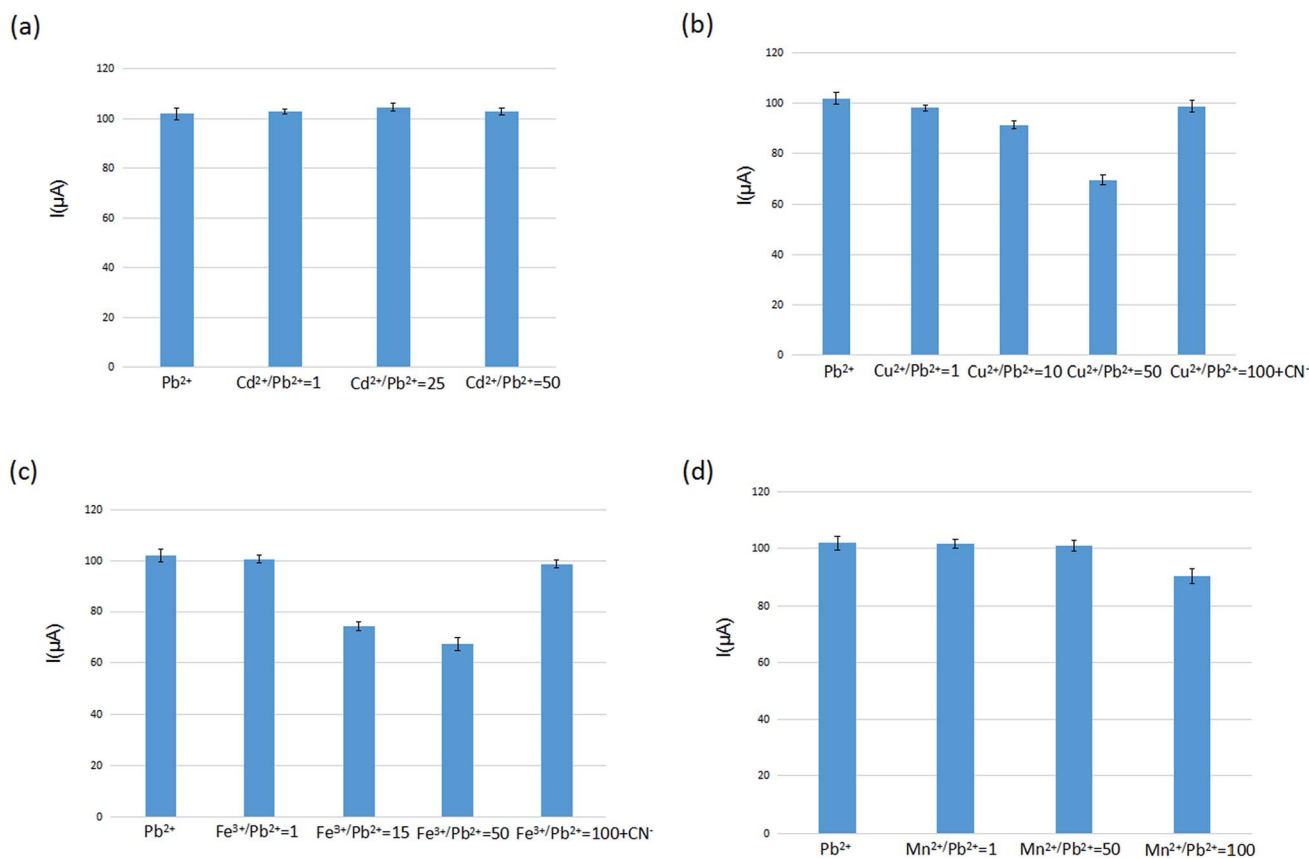 (a)
120
100
80
60
40
20
0
I(µA)
Pb²⁺ Cd²⁺/Pb²⁺=1 Cd²⁺/Pb²⁺=25 Cd²⁺/Pb²⁺=50
(b)
120
100
80
60
40
20
0
I(µA)
Pb²⁺ Cu²⁺/Pb²⁺=1 Cu²⁺/Pb²⁺=10 Cu²⁺/Pb²⁺=50 Cu²⁺/Pb²⁺=100+CN⁻
(c)
120
100
80
60
40
20
0
I(µA)
Pb²⁺ Fe³⁺/Pb²⁺=1 Fe³⁺/Pb²⁺=15 Fe³⁺/Pb²⁺=50 Fe³⁺/Pb²⁺=100+CN⁻
(d)
120
100
80
60
40
20
0
I(µA)
Pb²⁺ Mn²⁺/Pb²⁺=1 Mn²⁺/Pb²⁺=50 Mn²⁺/Pb²⁺=100